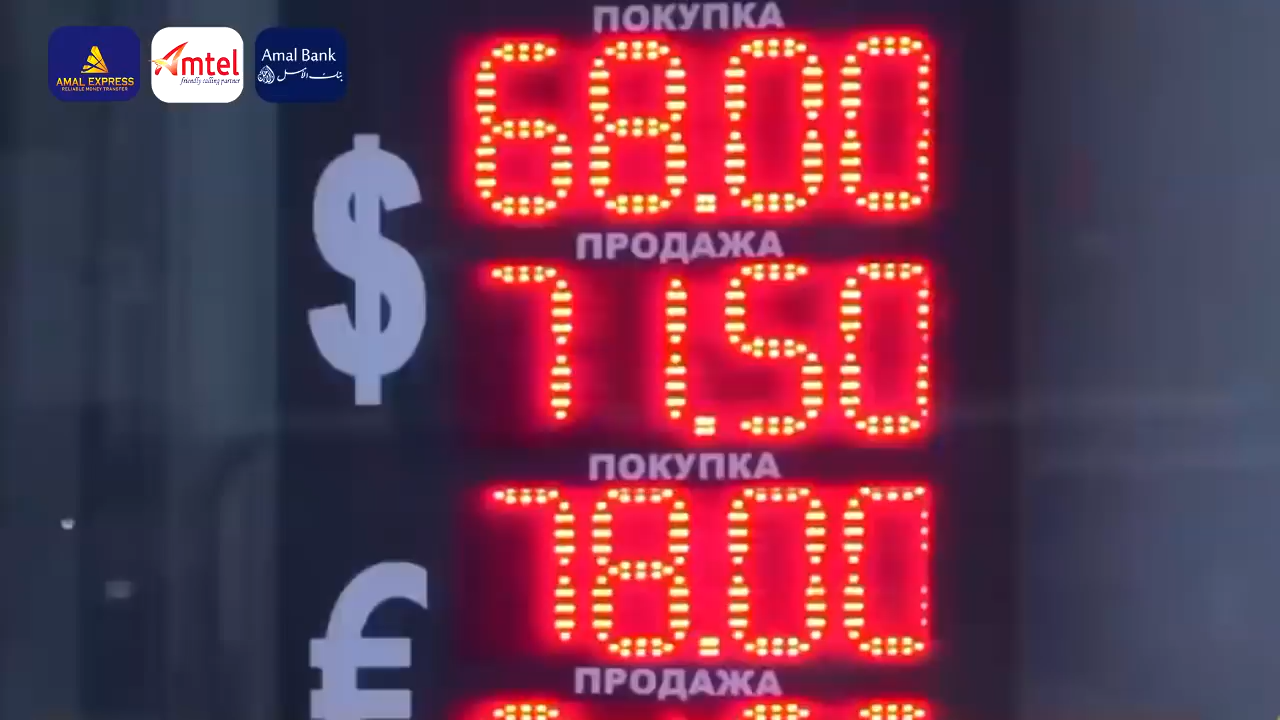 ПОКУПКА
68.00
AMAL EXPRESS
RELIABLE MONEY TRANSFER
Amtel
friendly calling partner
Amal Bank
$
ПРОДАЖА
71.50
ПОКУПКА
78.00
€
ПРОДАЖА